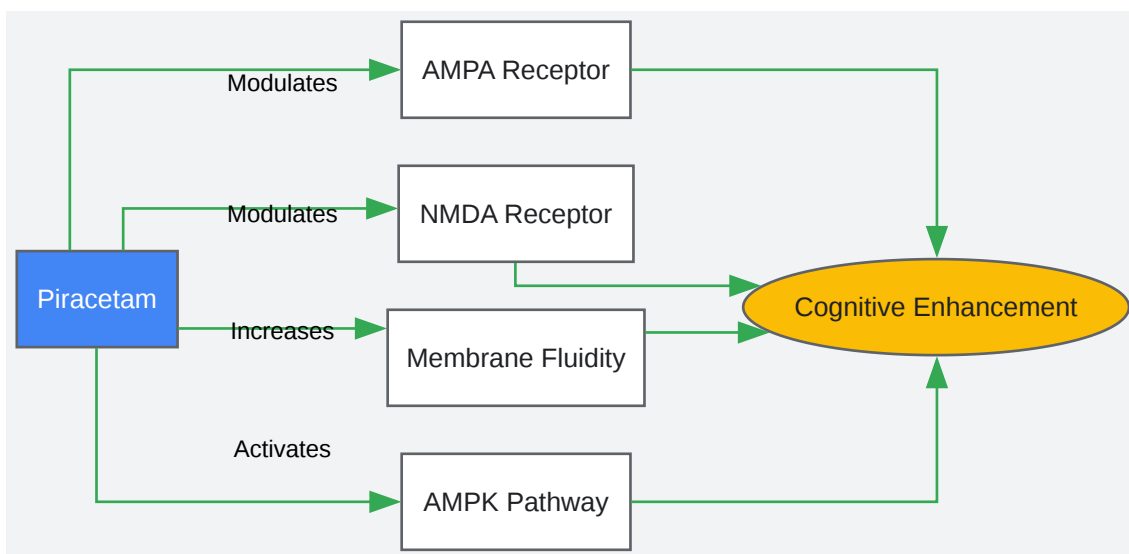 AMPA Receptor
Modulates
NMDA Receptor
Modulates
Piracetam
Cognitive Enhancement
Increases
Membrane Fluidity
Activates
AMPK Pathway